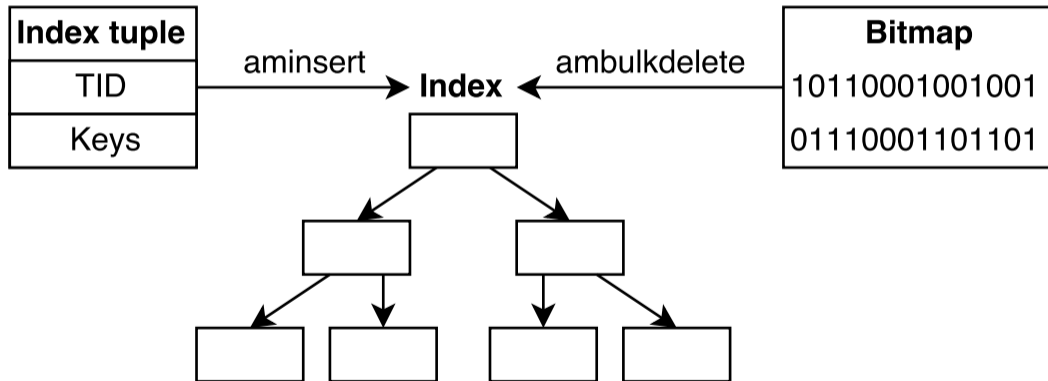 Index tuple
TID
Keys
aminsert
Index
ambulkdelete
Bitmap
10110001001001
01110001101101